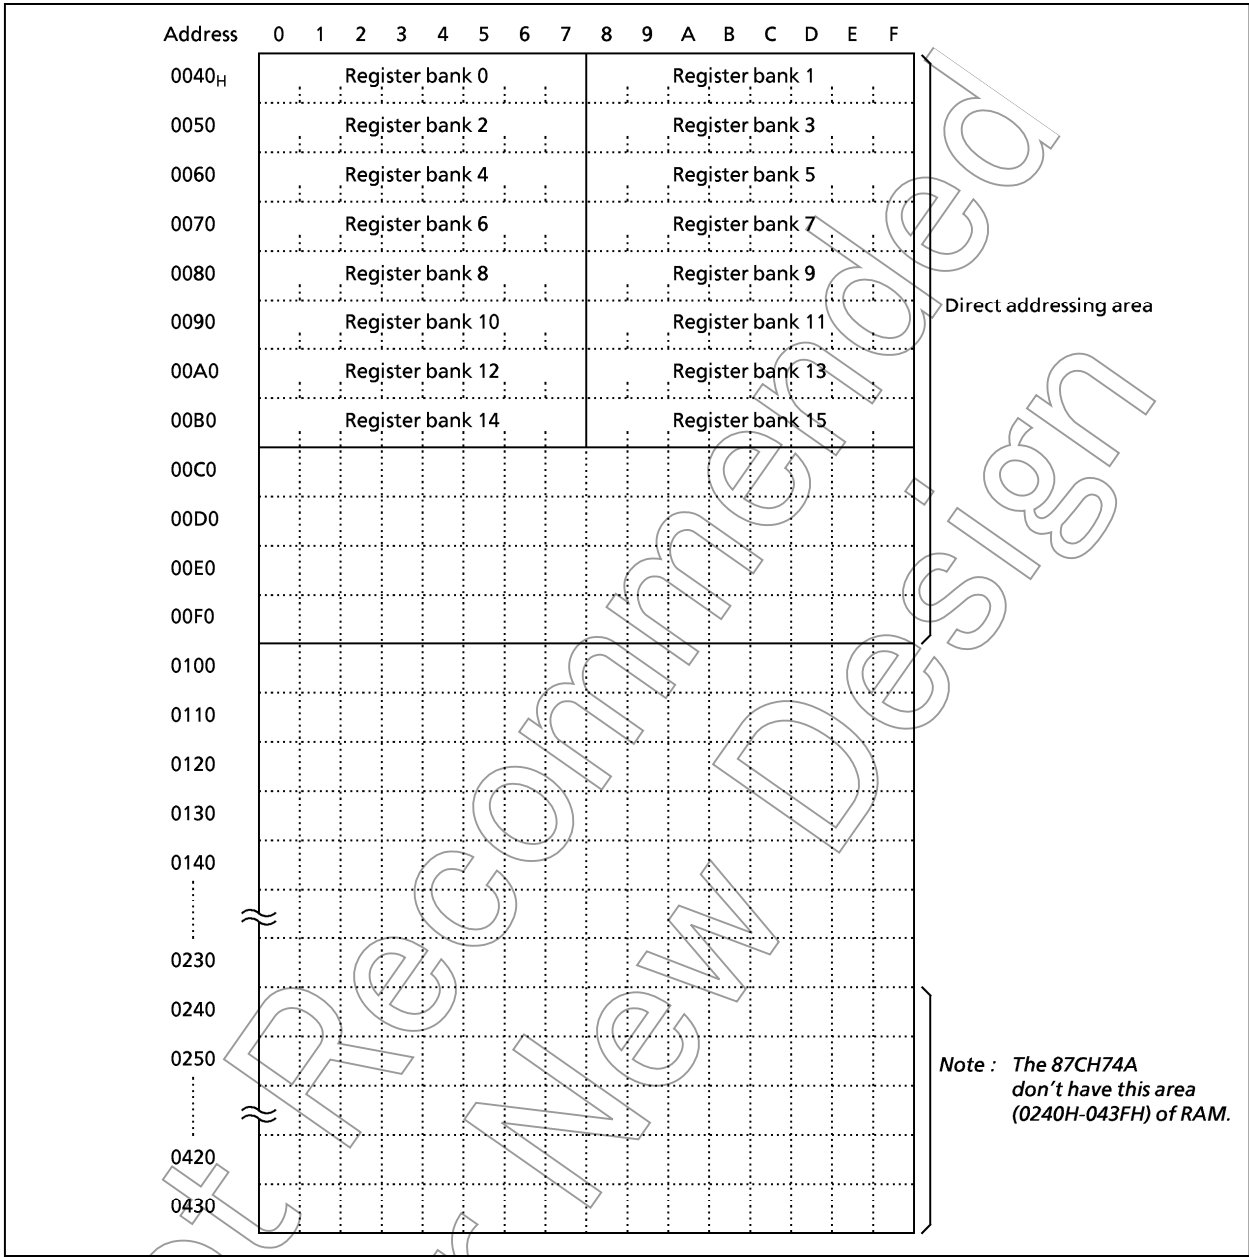 Address 0 1 2 3 4 5 6 7 8 9 A B C D E F
0040H Register bank 0 Register bank 1
0050 Register bank 2 Register bank 3
0060 Register bank 4 Register bank 5
0070 Register bank 6 Register bank 7
0080 Register bank 8 Register bank 9
Direct addressing area
0090 Register bank 10 Register bank 11
00A0 Register bank 12 Register bank 13
00B0 Register bank 14 Register bank 15
00C0
00D0
00E0
00F0
0100
0110
0120
0130
0140
0230
0240
0250
Note : The 87CH74A
don't have this area
(0240H-043FH) of RAM.
0420
0430
Recommended
New Design